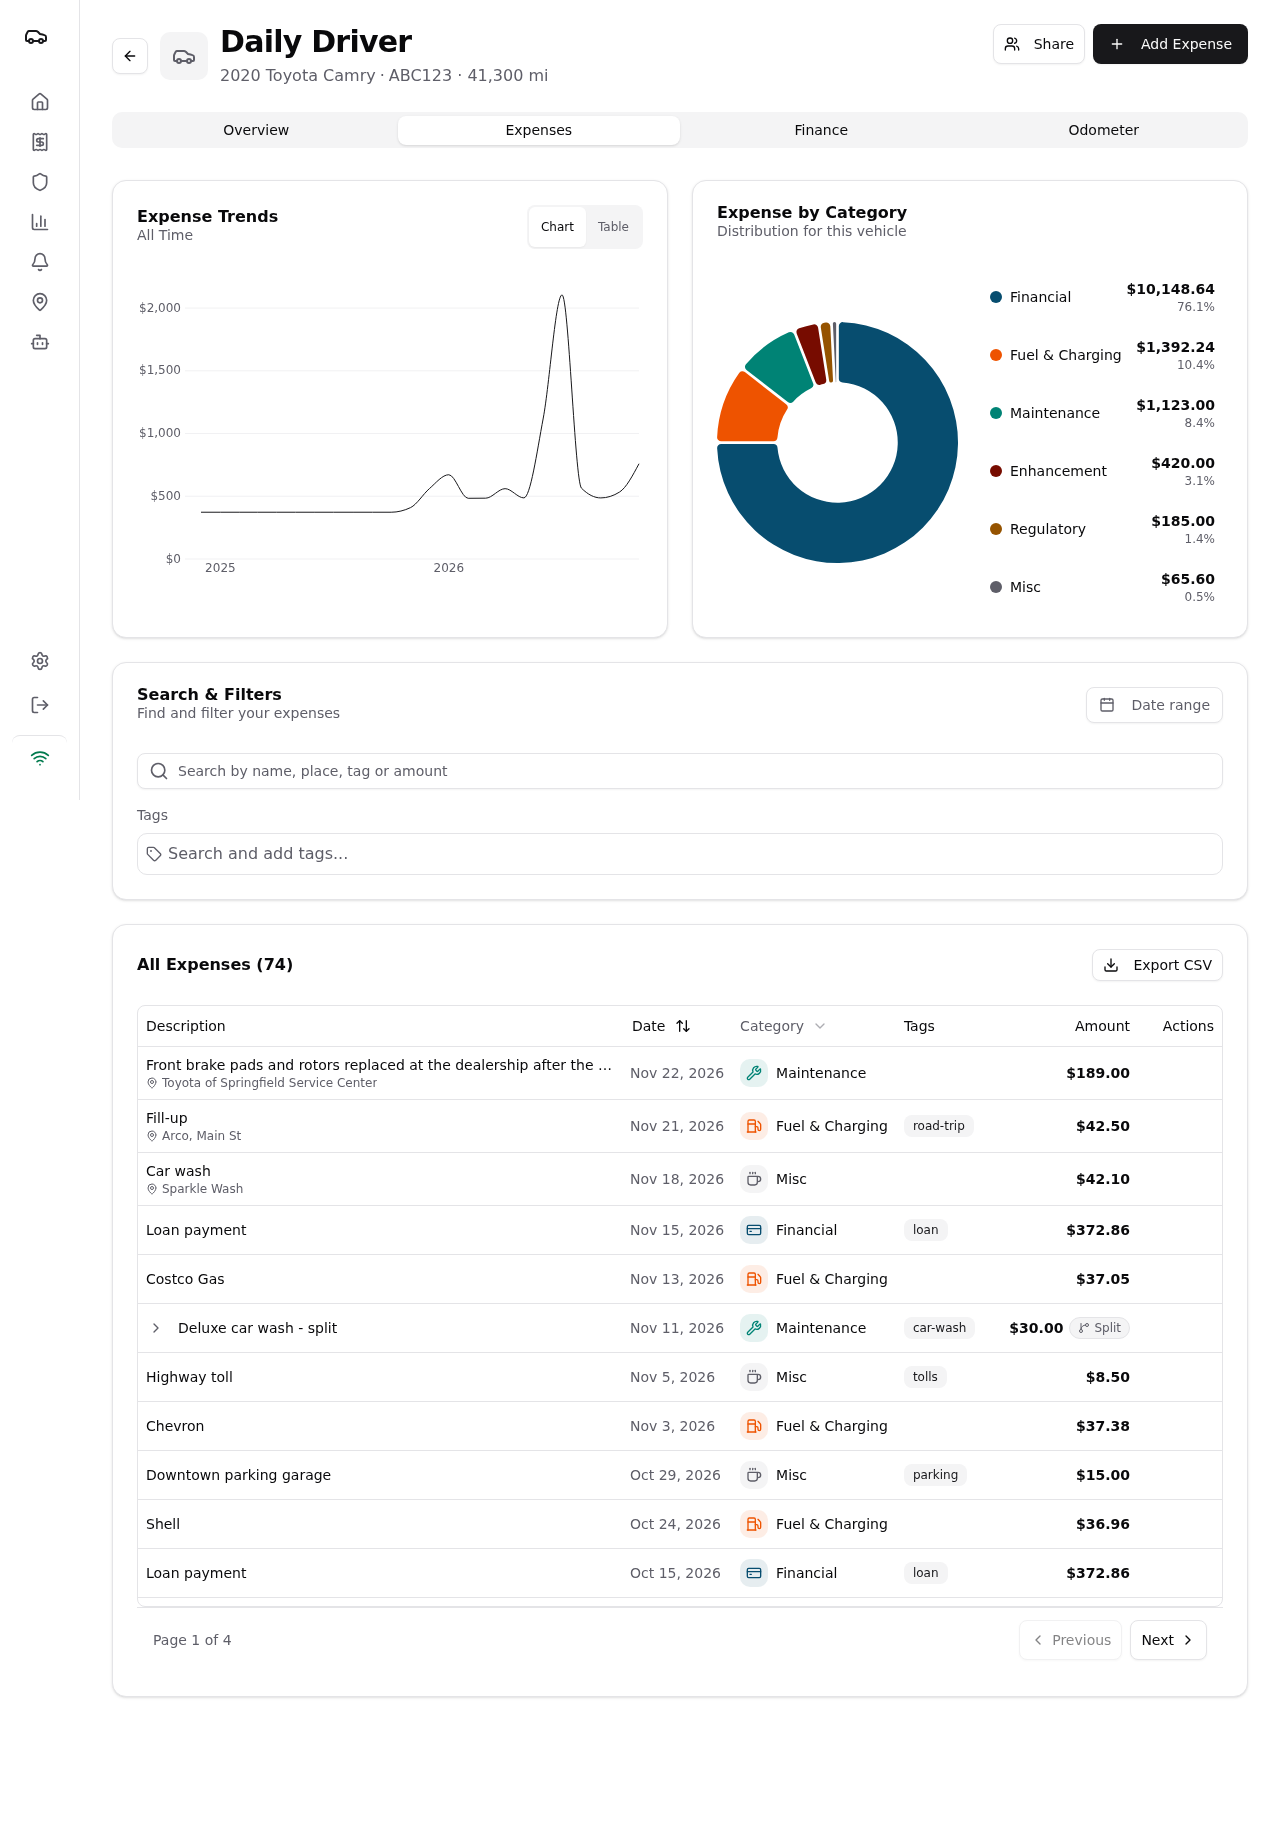 Daily Driver
2020 Toyota Camry · ABC123 · 41,300 mi
Share
Add Expense
Overview
Expenses
Finance
Odometer
Expense Trends
All Time
Chart
Table
$2,000
$1,500
$1,000
$500
$0
2025
2026
Expense by Category
Distribution for this vehicle
Financial
$10,148.64
76.1%
Fuel & Charging
$1,392.24
10.4%
Maintenance
$1,123.00
8.4%
Enhancement
$420.00
3.1%
Regulatory
$185.00
1.4%
Misc
$65.60
0.5%
Search & Filters
Find and filter your expenses
Date range
Search by name, place, tag or amount
Tags
Search and add tags...
All Expenses (74)
Export CSV
Description Date Category Tags Amount Actions
Front brake pads and rotors replaced at the dealership after the ...
Toyota of Springfield Service Center
Nov 22, 2026 Maintenance $189.00
Fill-up
Arco, Main St
Nov 21, 2026 Fuel & Charging road-trip $42.50
Car wash
Sparkle Wash
Nov 18, 2026 Misc $42.10
Loan payment Nov 15, 2026 Financial loan $372.86
Costco Gas Nov 13, 2026 Fuel & Charging $37.05
Deluxe car wash - split Nov 11, 2026 Maintenance car-wash $30.00 Split
Highway toll Nov 5, 2026 Misc tolls $8.50
Chevron Nov 3, 2026 Fuel & Charging $37.38
Downtown parking garage Oct 29, 2026 Misc parking $15.00
Shell Oct 24, 2026 Fuel & Charging $36.96
Loan payment Oct 15, 2026 Financial loan $372.86
Page 1 of 4
Previous
Next